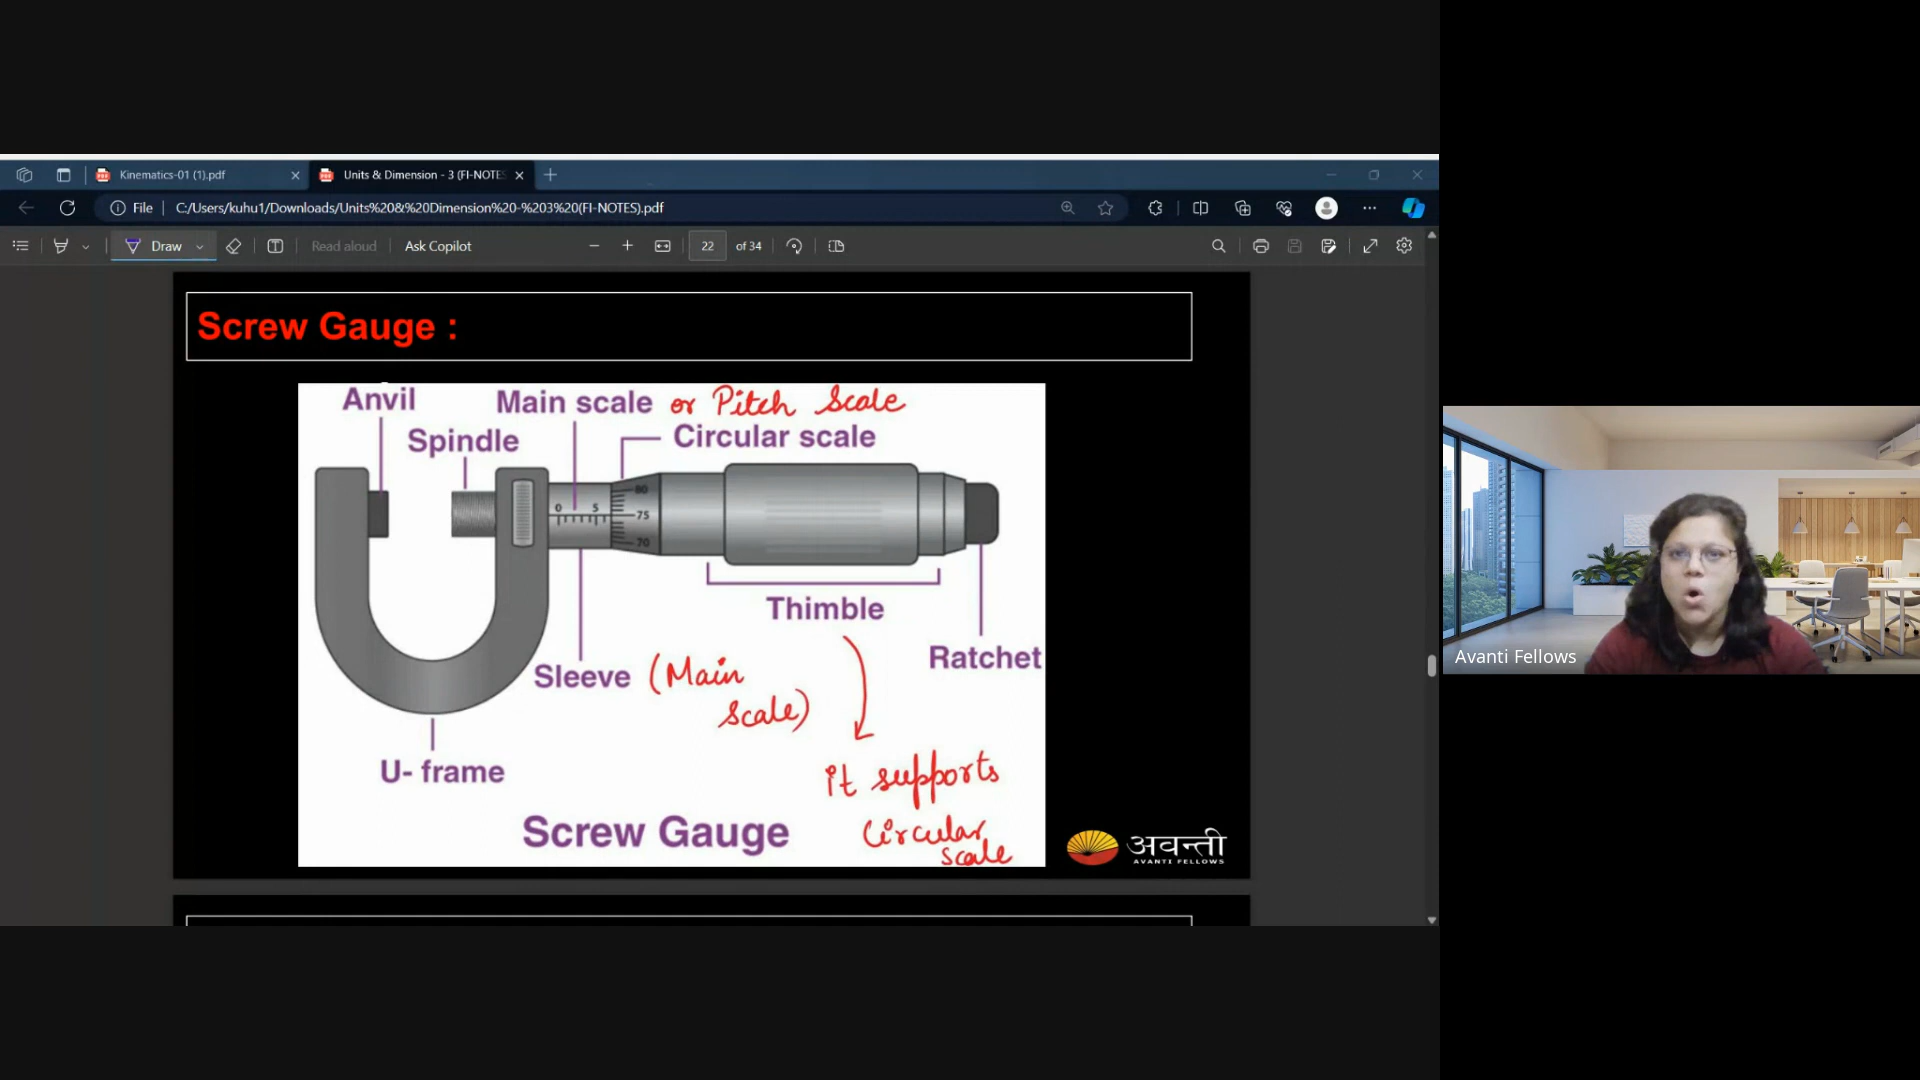 Kinematics-01 (1).pdf
Units & Dimension - 3 (FI-NOTES
File
C:/Users/kuhu1/Downloads/Units%20&%20Dimension%20-%203%20(FI-NOTES).pdf
Draw
Read aloud
Ask Copilot
22
of 34
Screw Gauge :
Anvil
Main scale or Pitch Scale
Spindle
Circular scale
80
0 5
75
70
Thimble
Ratchet
Sleeve (Main
Scale)
U- frame
it supports
Circular
scale
Screw Gauge
अवन्ती
AVANTI FELLOWS
Avanti Fellows